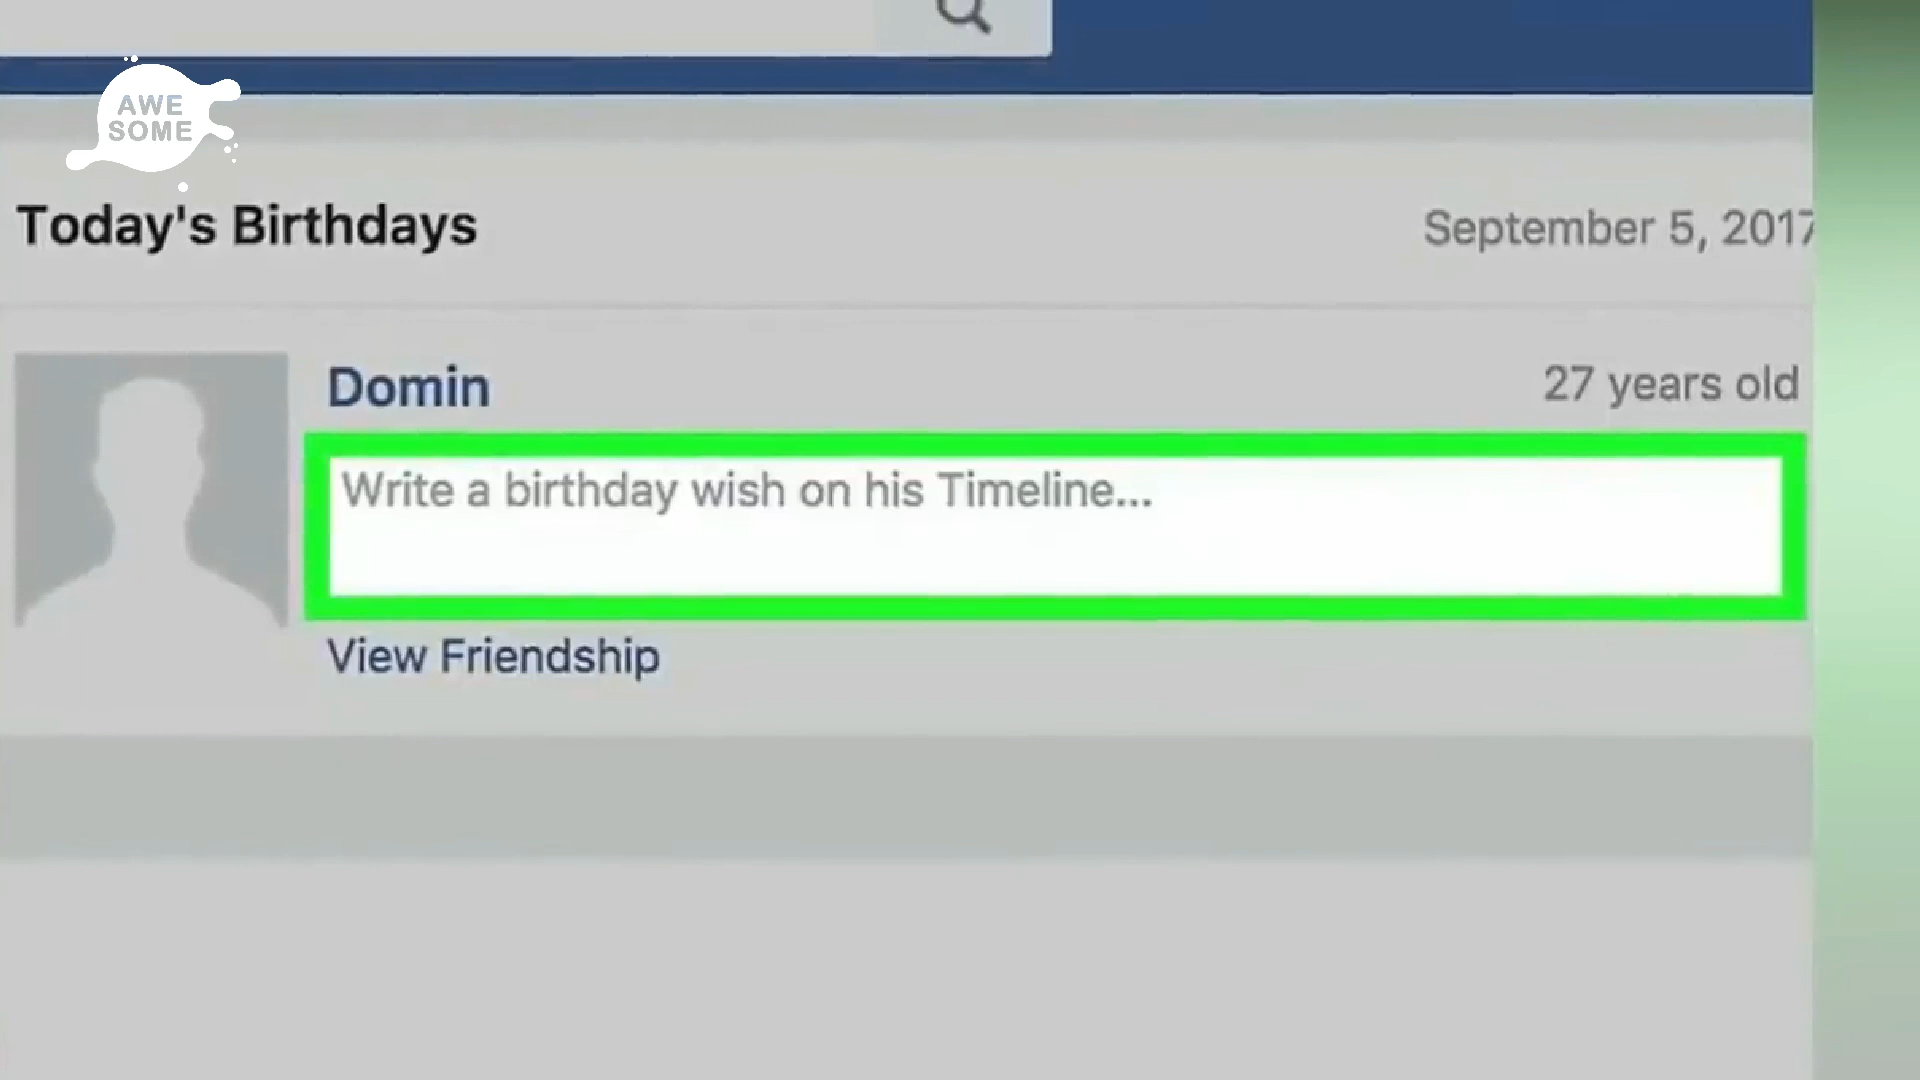 AWE
SOME
Today's Birthdays
September 5, 2017
Domin
27 years old
Write a birthday wish on his Timeline...
View Friendship